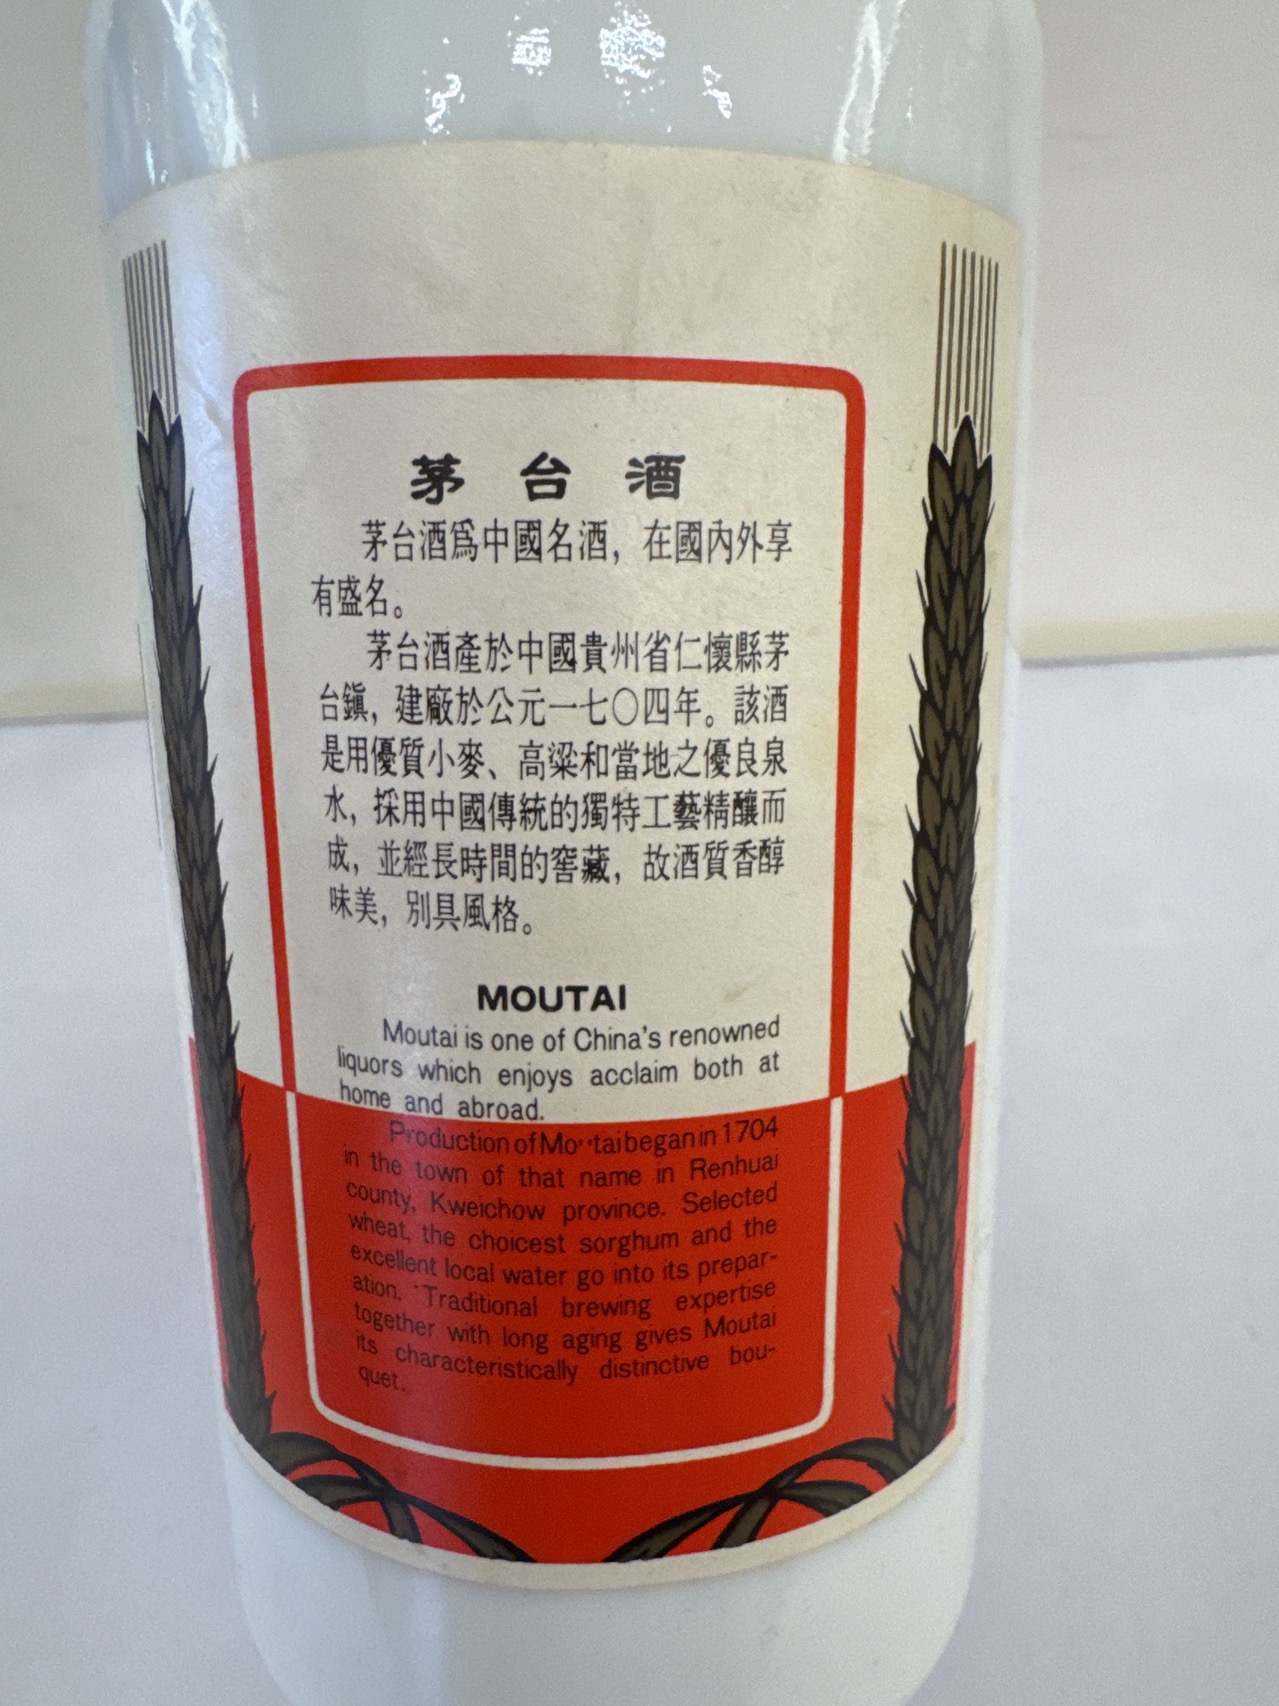 茅台酒
茅台酒爲中國名酒，在國內外享
有盛名。
茅台酒產於中國貴州省仁懷縣茅
台鎭，建廠於公元一七〇四年。該酒
是用優質小麥、高粱和當地之優良泉
水，採用中國傳統的獨特工藝精釀而
成，並經長時間的窖藏，故酒質香醇
味美，別具風格。
MOUTAI
Moutai is one of China's renowned
liquors which enjoys acclaim both at
home and abroad.
Production of Mo tai began in 1704
in the town of that name in Renhuai
county, Kweichow province. Selected
wheat, the choicest sorghum and the
excellent local water go into its prepar-
ation. Traditional brewing expertise
together with long aging gives Moutai
its characteristically distinctive bou-
quet.